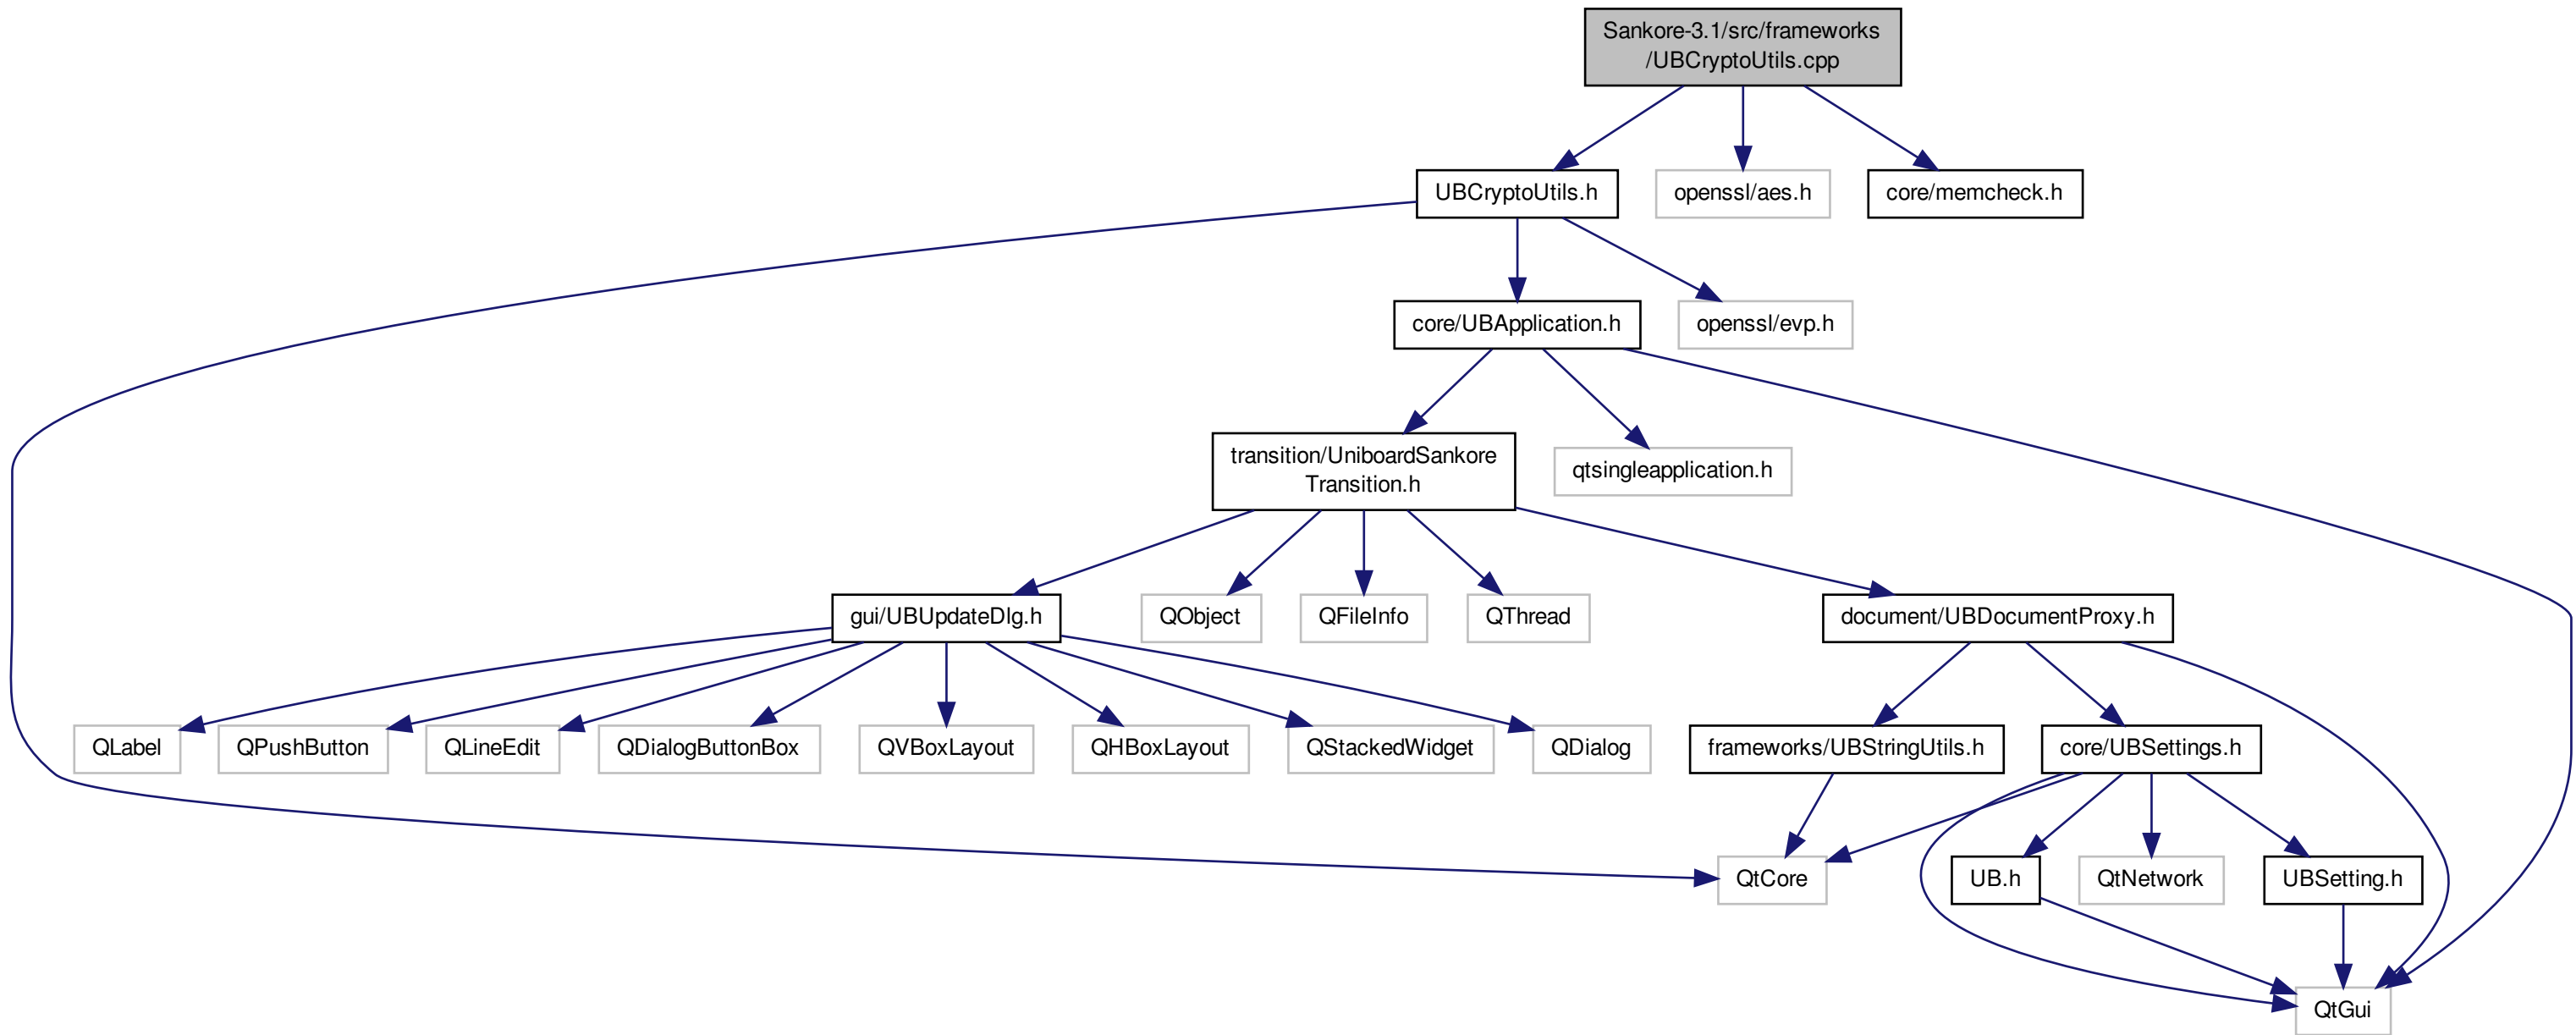 Sankore-3.1/src/frameworks
/UBCryptoUtils.cpp
UBCryptoUtils.h
openssl/aes.h
core/memcheck.h
core/UBApplication.h
openssl/evp.h
transition/UniboardSankore
Transition.h
qtsingleapplication.h
gui/UBUpdateDlg.h
QObject
QFileInfo
QThread
document/UBDocumentProxy.h
QLabel
QPushButton
QLineEdit
QDialogButtonBox
QVBoxLayout
QHBoxLayout
QStackedWidget
QDialog
frameworks/UBStringUtils.h
core/UBSettings.h
QtCore
UB.h
QtNetwork
UBSetting.h
QtGui